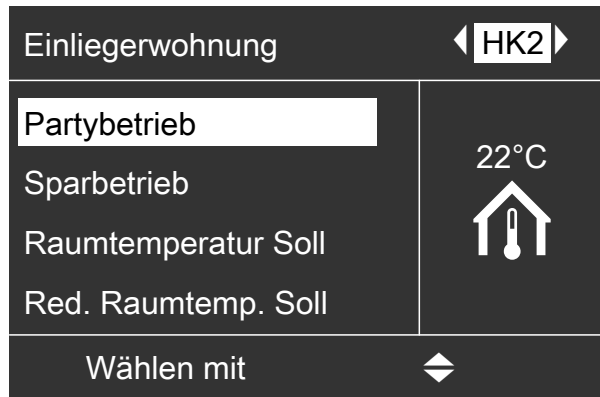 Einliegerwohnung HK2
Partybetrieb
Sparbetrieb
Raumtemperatur Soll
Red. Raumtemp. Soll
22°C
Wählen mit